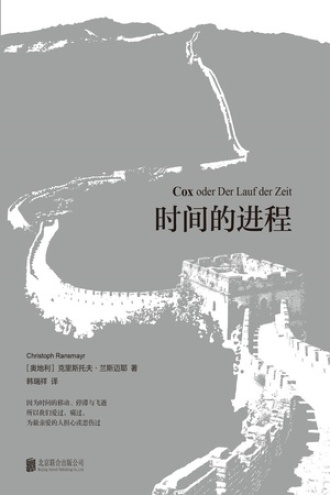 Cox oder Der Lauf der Zeit
时间的进程
Christoph Ransmayr
[奥地利] 克里斯托夫·兰斯迈耶 著
韩瑞祥 译
因为时间的移动、停滞与飞逝
所以我们爱过，痛过，
为最亲爱的人担心或悲伤过
北京联合出版公司